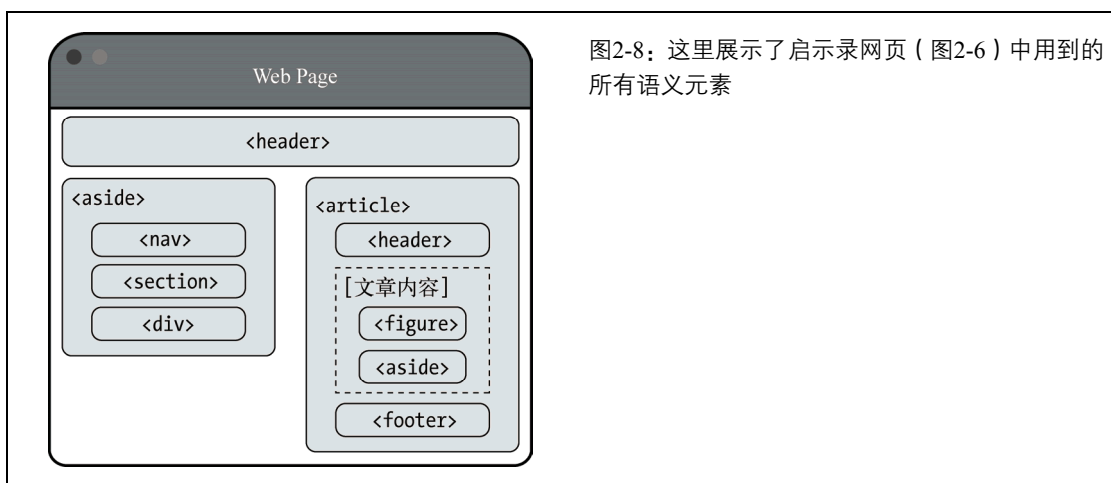 图2-8：这里展示了启示录网页（图2-6）中用到的
所有语义元素
Web Page
<header>
<aside>
<nav>
<section>
<div>
<article>
<header>
[文章内容]
<figure>
<aside>
<footer>